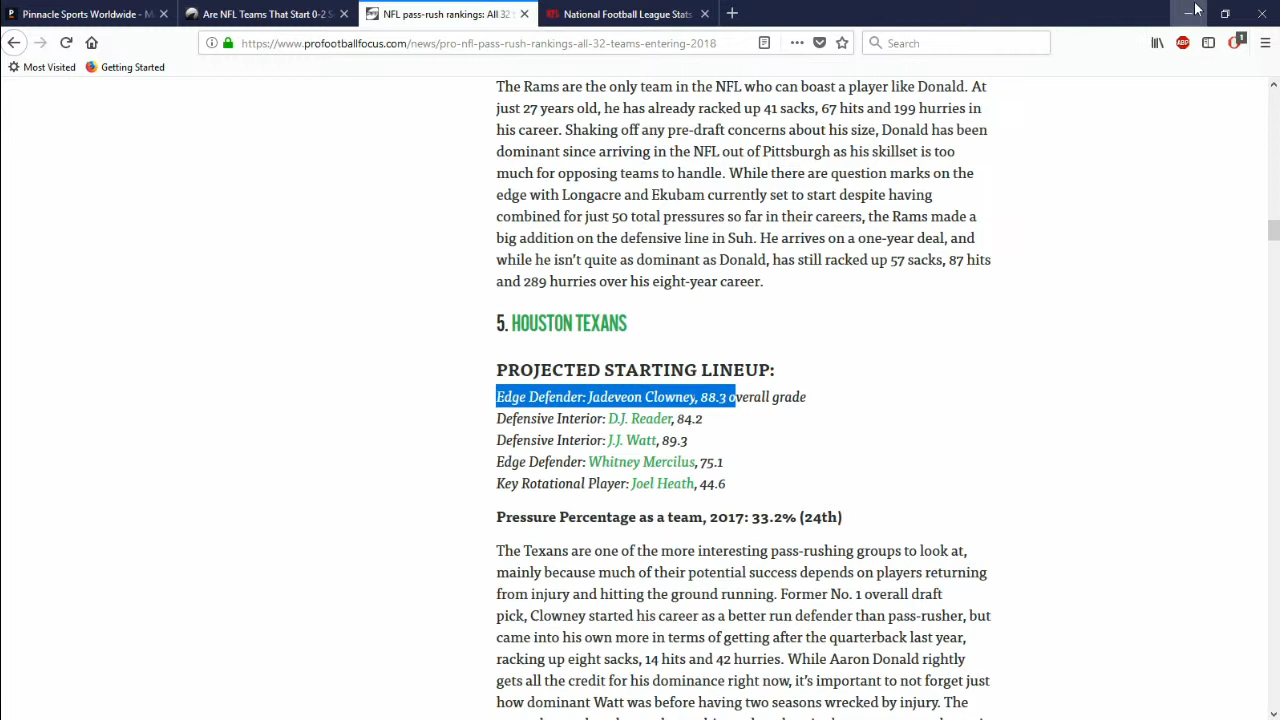 Pinnacle Sports Worldwide - M
Are NFL Teams That Start 0-2 S
NFL pass-rush rankings: All 32 t
National Football League Stats
https://www.profootballfocus.com/news/pro-nfl-pass-rush-rankings-all-32-teams-entering-2018
Search
ABP
1
Most Visited
Getting Started
The Rams are the only team in the NFL who can boast a player like Donald. At
just 27 years old, he has already racked up 41 sacks, 67 hits and 199 hurries in
his career. Shaking off any pre-draft concerns about his size, Donald has been
dominant since arriving in the NFL out of Pittsburgh as his skillset is too
much for opposing teams to handle. While there are question marks on the
edge with Longacre and Ekubam currently set to start despite having
combined for just 50 total pressures so far in their careers, the Rams made a
big addition on the defensive line in Suh. He arrives on a one-year deal, and
while he isn't quite as dominant as Donald, has still racked up 57 sacks, 87 hits
and 289 hurries over his eight-year career.
5. HOUSTON TEXANS
PROJECTED STARTING LINEUP:
Edge Defender: Jadeveon Clowney, 88.3 overall grade
Defensive Interior: D.J. Reader, 84.2
Defensive Interior: J.J. Watt, 89.3
Edge Defender: Whitney Mercilus, 75.1
Key Rotational Player: Joel Heath, 44.6
Pressure Percentage as a team, 2017: 33.2% (24th)
The Texans are one of the more interesting pass-rushing groups to look at,
mainly because much of their potential success depends on players returning
from injury and hitting the ground running. Former No. 1 overall draft
pick, Clowney started his career as a better run defender than pass-rusher, but
came into his own more in terms of getting after the quarterback last year,
racking up eight sacks, 14 hits and 42 hurries. While Aaron Donald rightly
gets all the credit for his dominance right now, it's important to not forget just
how dominant Watt was before having two seasons wrecked by injury. The